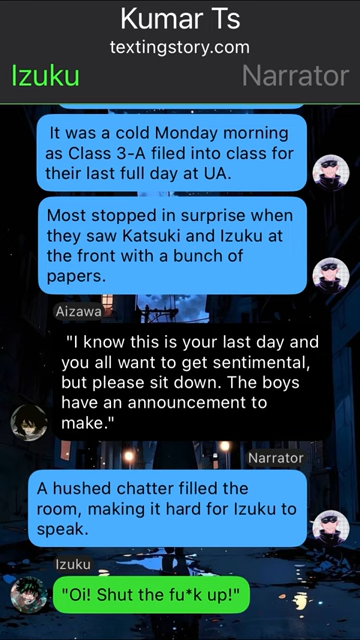 Kumar Ts
textingstory.com
Izuku Narrator
It was a cold Monday morning
as Class 3-A filed into class for
their last full day at UA.
Most stopped in surprise when
they saw Katsuki and Izuku at
the front with a bunch of
papers.
Aizawa
"I know this is your last day and
you all want to get sentimental,
but please sit down. The boys
have an announcement to
make."
Narrator
A hushed chatter filled the
room, making it hard for Izuku to
speak.
Izuku
"Oi! Shut the fu*k up!"